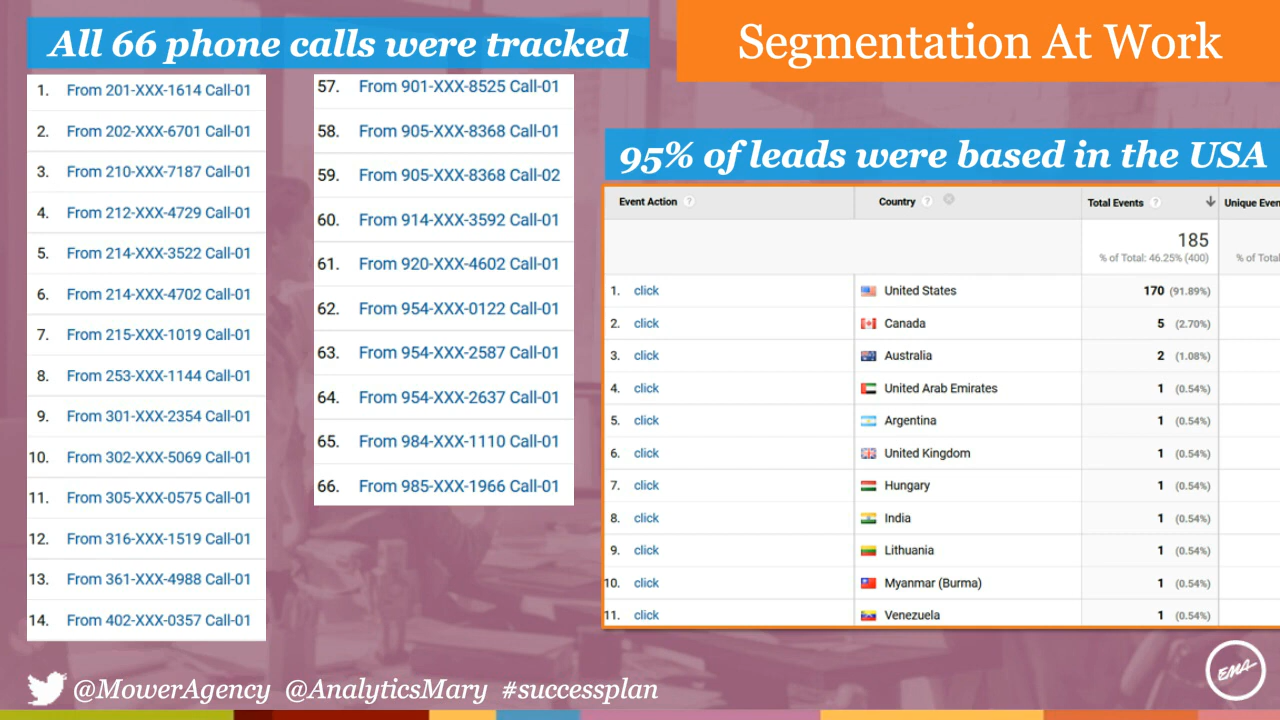 All 66 phone calls were tracked
Segmentation At Work
1. From 201-XXX-1614 Call-01
2. From 202-XXX-6701 Call-01
3. From 210-XXX-7187 Call-01
4. From 212-XXX-4729 Call-01
5. From 214-XXX-3522 Call-01
6. From 214-XXX-4702 Call-01
7. From 215-XXX-1019 Call-01
8. From 253-XXX-1144 Call-01
9. From 301-XXX-2354 Call-01
10. From 302-XXX-5069 Call-01
11. From 305-XXX-0575 Call-01
12. From 316-XXX-1519 Call-01
13. From 361-XXX-4988 Call-01
14. From 402-XXX-0357 Call-01
57. From 901-XXX-8525 Call-01
58. From 905-XXX-8368 Call-01
59. From 905-XXX-8368 Call-02
60. From 914-XXX-3592 Call-01
61. From 920-XXX-4602 Call-01
62. From 954-XXX-0122 Call-01
63. From 954-XXX-2587 Call-01
64. From 954-XXX-2637 Call-01
65. From 984-XXX-1110 Call-01
66. From 985-XXX-1966 Call-01
95% of leads were based in the USA
Event Action ? Country ? Total Events ? Unique Even
185
% of Total: 46.25% (400) % of Total
1. click United States 170 (91.89%)
2. click Canada 5 (2.70%)
3. click Australia 2 (1.08%)
4. click United Arab Emirates 1 (0.54%)
5. click Argentina 1 (0.54%)
6. click United Kingdom 1 (0.54%)
7. click Hungary 1 (0.54%)
8. click India 1 (0.54%)
9. click Lithuania 1 (0.54%)
10. click Myanmar (Burma) 1 (0.54%)
11. click Venezuela 1 (0.54%)
@MowerAgency @AnalyticsMary #successplan
EMA